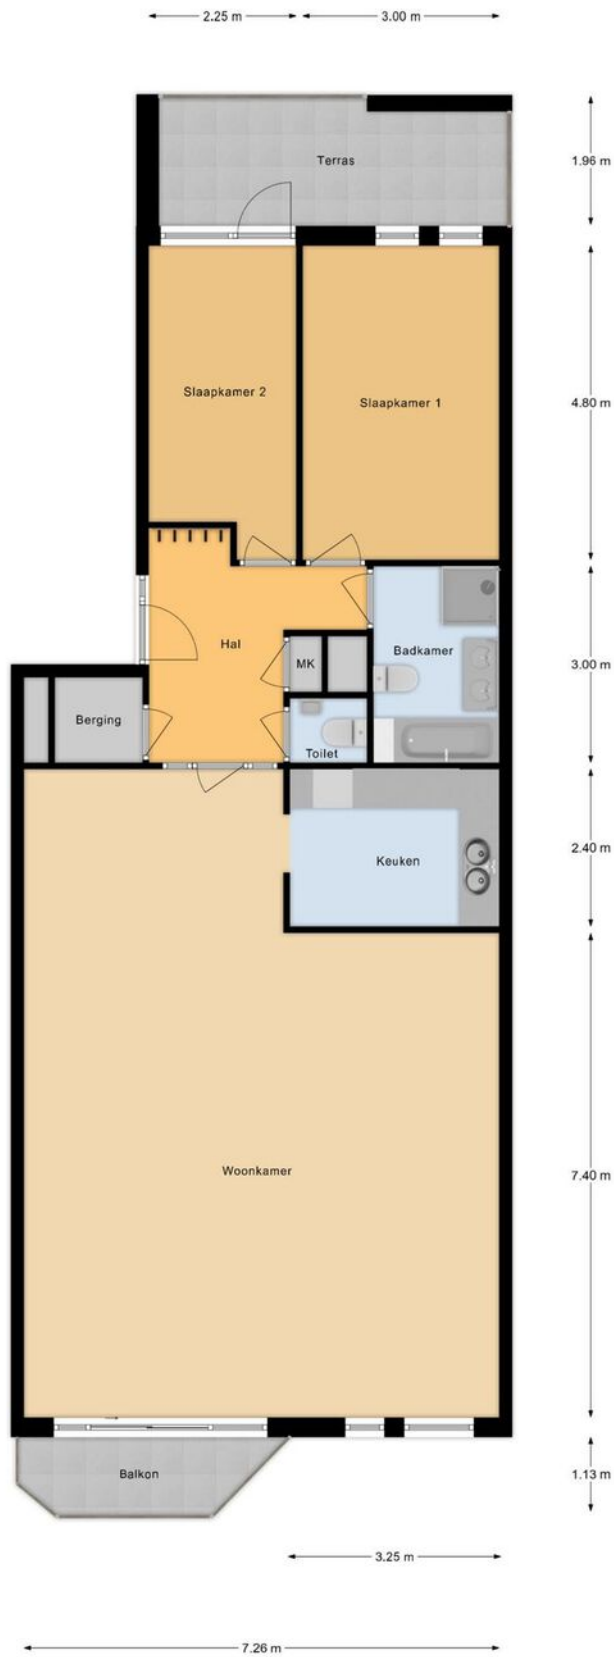 2.25 m
3.00 m
Terras
1.96 m
Slaapkamer 2
Slaapkamer 1
4.80 m
Hal
Badkamer
MK
3.00 m
Berging
Toilet
Keuken
2.40 m
Woonkamer
7.40 m
Balkon
1.13 m
3.25 m
7.26 m